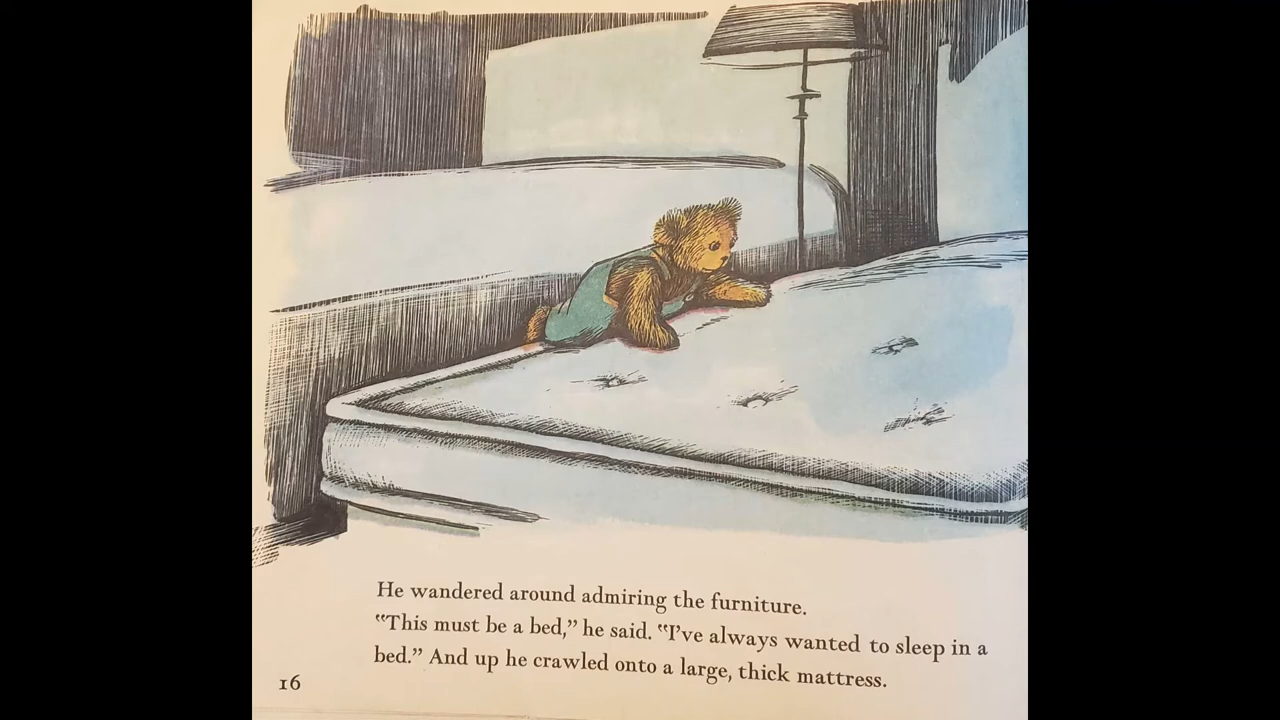 He wandered around admiring the furniture.
“This must be a bed,” he said. “I’ve always wanted to sleep in a
bed.” And up he crawled onto a large, thick mattress.
16